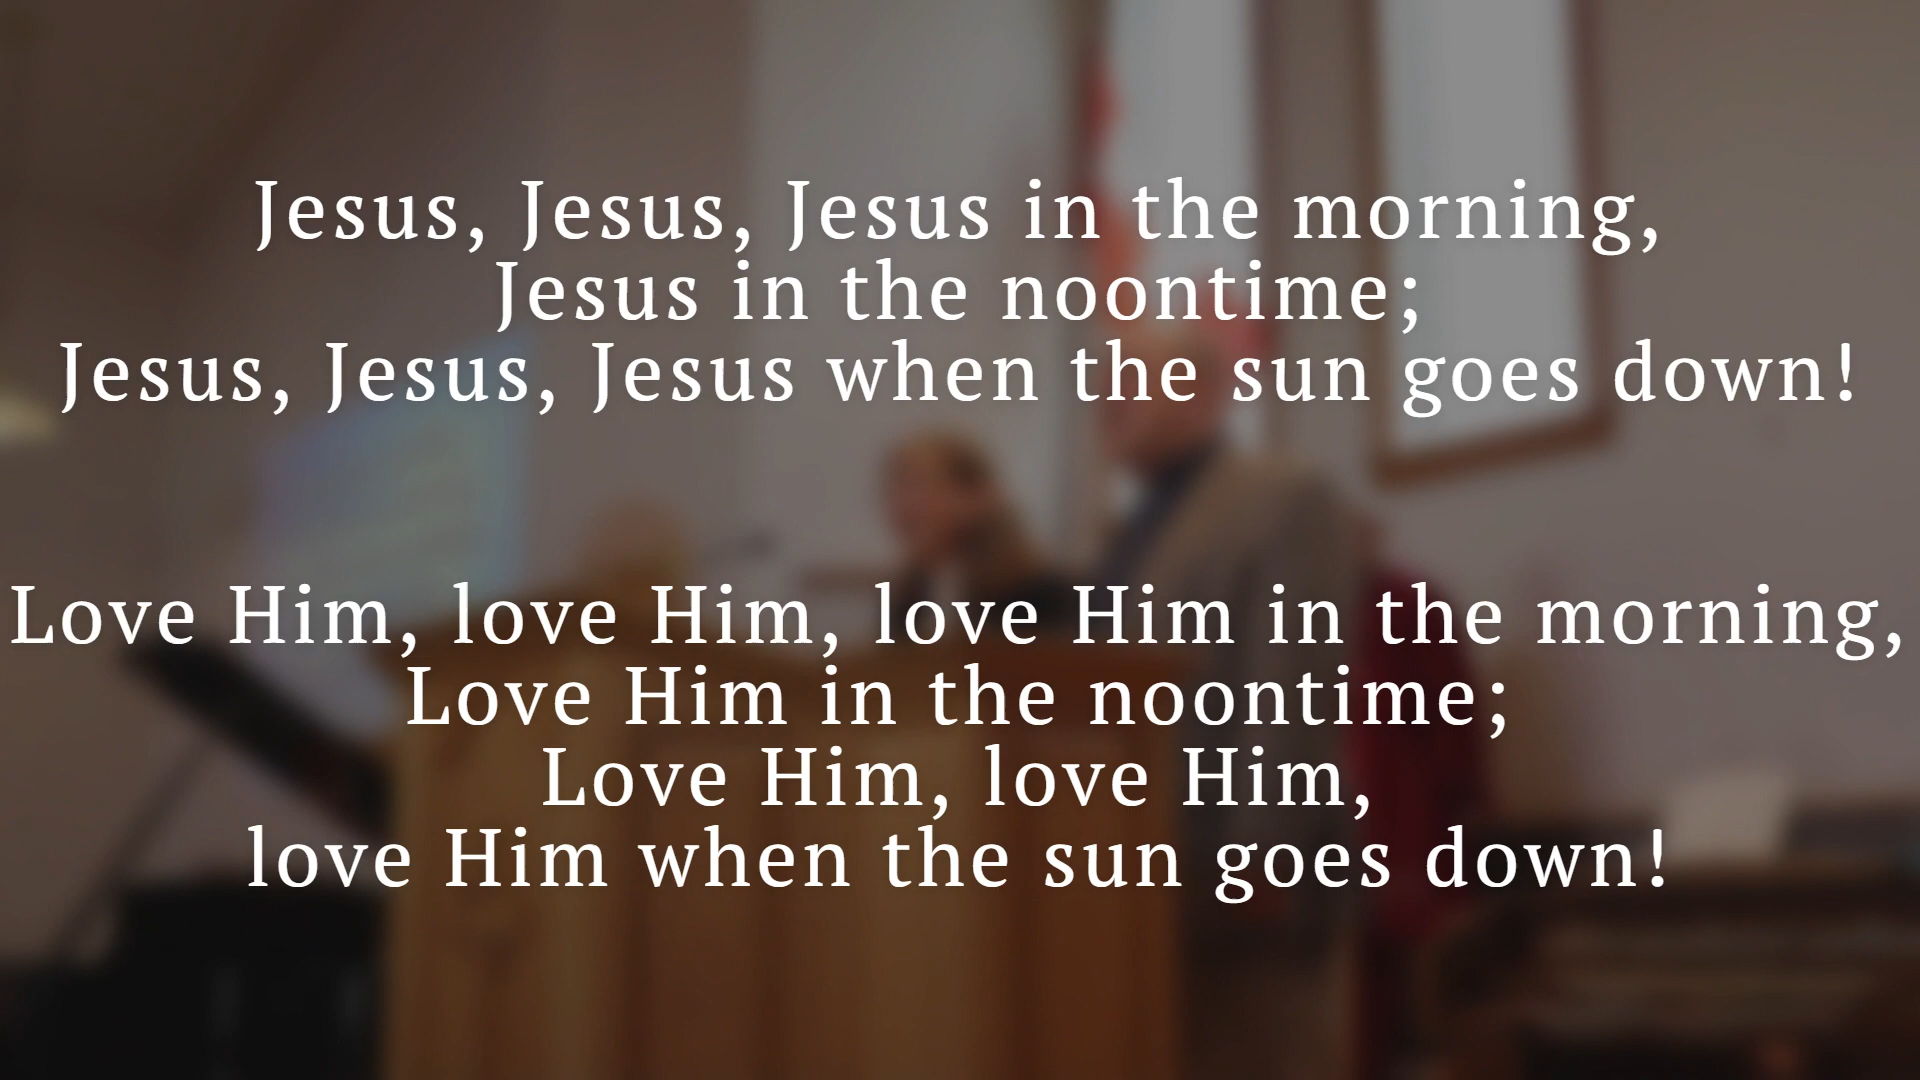 Jesus, Jesus, Jesus in the morning,
Jesus in the noontime;
Jesus, Jesus, Jesus when the sun goes down!
Love Him, love Him, love Him in the morning,
Love Him in the noontime;
Love Him, love Him,
love Him when the sun goes down!